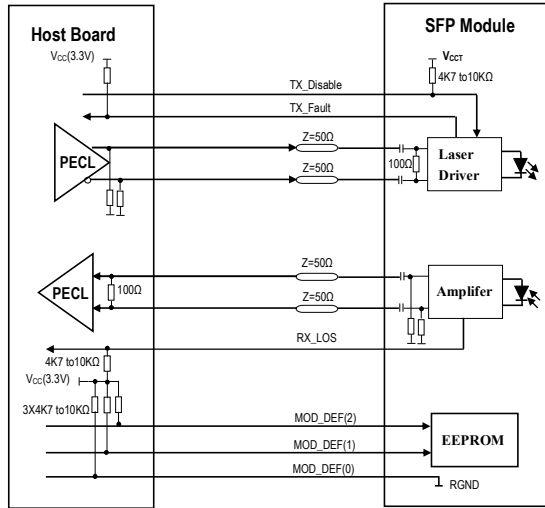 Host Board
SFP Module
VCC(3.3V)
VCCT
4K7 to10KΩ
TX_Disable
TX_Fault
PECL
Z=50Ω
Z=50Ω
100Ω
Laser
Driver
PECL
100Ω
Z=50Ω
Z=50Ω
Amplifer
RX_LOS
4K7 to10KΩ
VCC(3.3V)
3X4K7 to10KΩ
MOD_DEF(2)
MOD_DEF(1)
EEPROM
MOD_DEF(0)
RGND